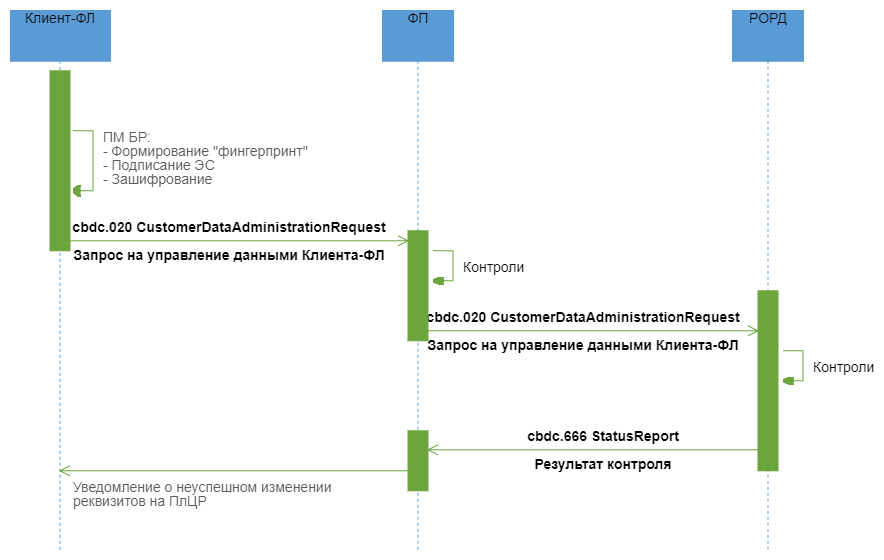 Клиент-ФЛ
ФП
РОРД
ПМ БР:
- Формирование "фингерпринт"
- Подписание ЭС
- Зашифрование
cbdc.020 CustomerDataAdministrationRequest
Запрос на управление данными Клиента-ФЛ
Контроли
cbdc.020 CustomerDataAdministrationRequest
Запрос на управление данными Клиента-ФЛ
Контроли
cbdc.666 StatusReport
Результат контроля
Уведомление о неуспешном изменении
реквизитов на ПлЦР